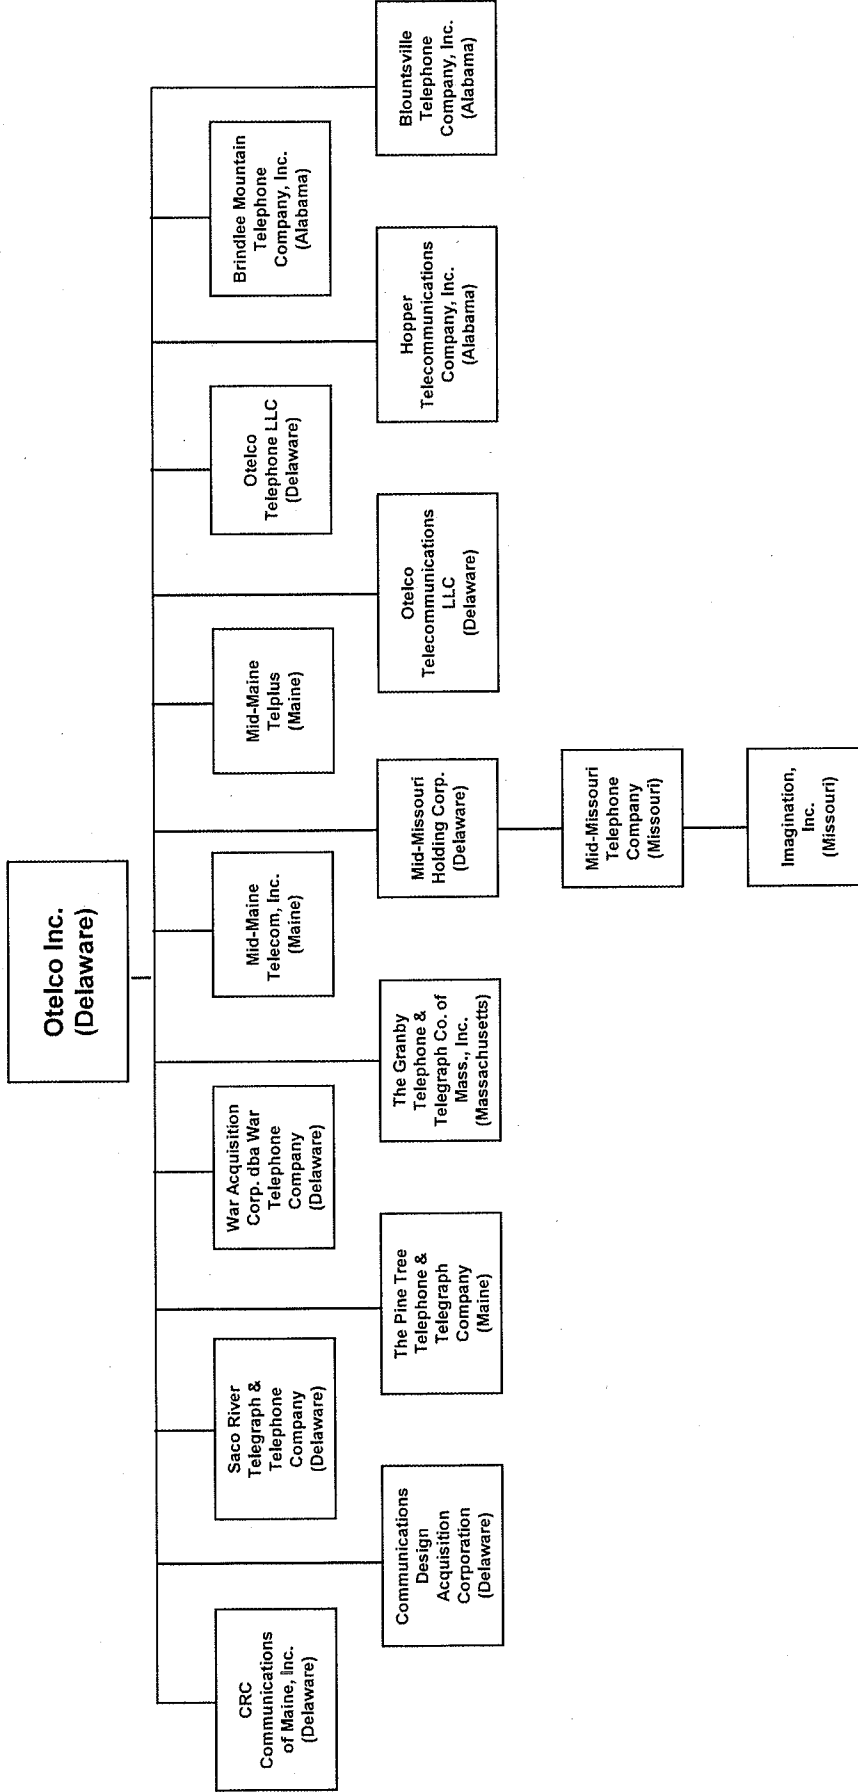 Otelco Inc.
(Delaware)
CRC
Communications
of Maine, Inc.
(Delaware)
Saco River
Telegraph &
Telephone
Company
(Delaware)
War Acquisition
Corp. dba War
Telephone
Company
(Delaware)
Mid-Maine
Telecom, Inc.
(Maine)
Mid-Maine
Telplus
(Maine)
Otelco
Telephone LLC
(Delaware)
Brindlee Mountain
Telephone
Company, Inc.
(Alabama)
Communications
Design
Acquisition
Corporation
(Delaware)
The Pine Tree
Telephone &
Telegraph
Company
(Maine)
The Granby
Telephone &
Telegraph Co. of
Mass., Inc.
(Massachusetts)
Mid-Missouri
Holding Corp.
(Delaware)
Otelco
Telecommunications
LLC
(Delaware)
Hopper
Telecommunications
Company, Inc.
(Alabama)
Blountsville
Telephone
Company, Inc.
(Alabama)
Mid-Missouri
Telephone
Company
(Missouri)
Imagination,
Inc.
(Missouri)